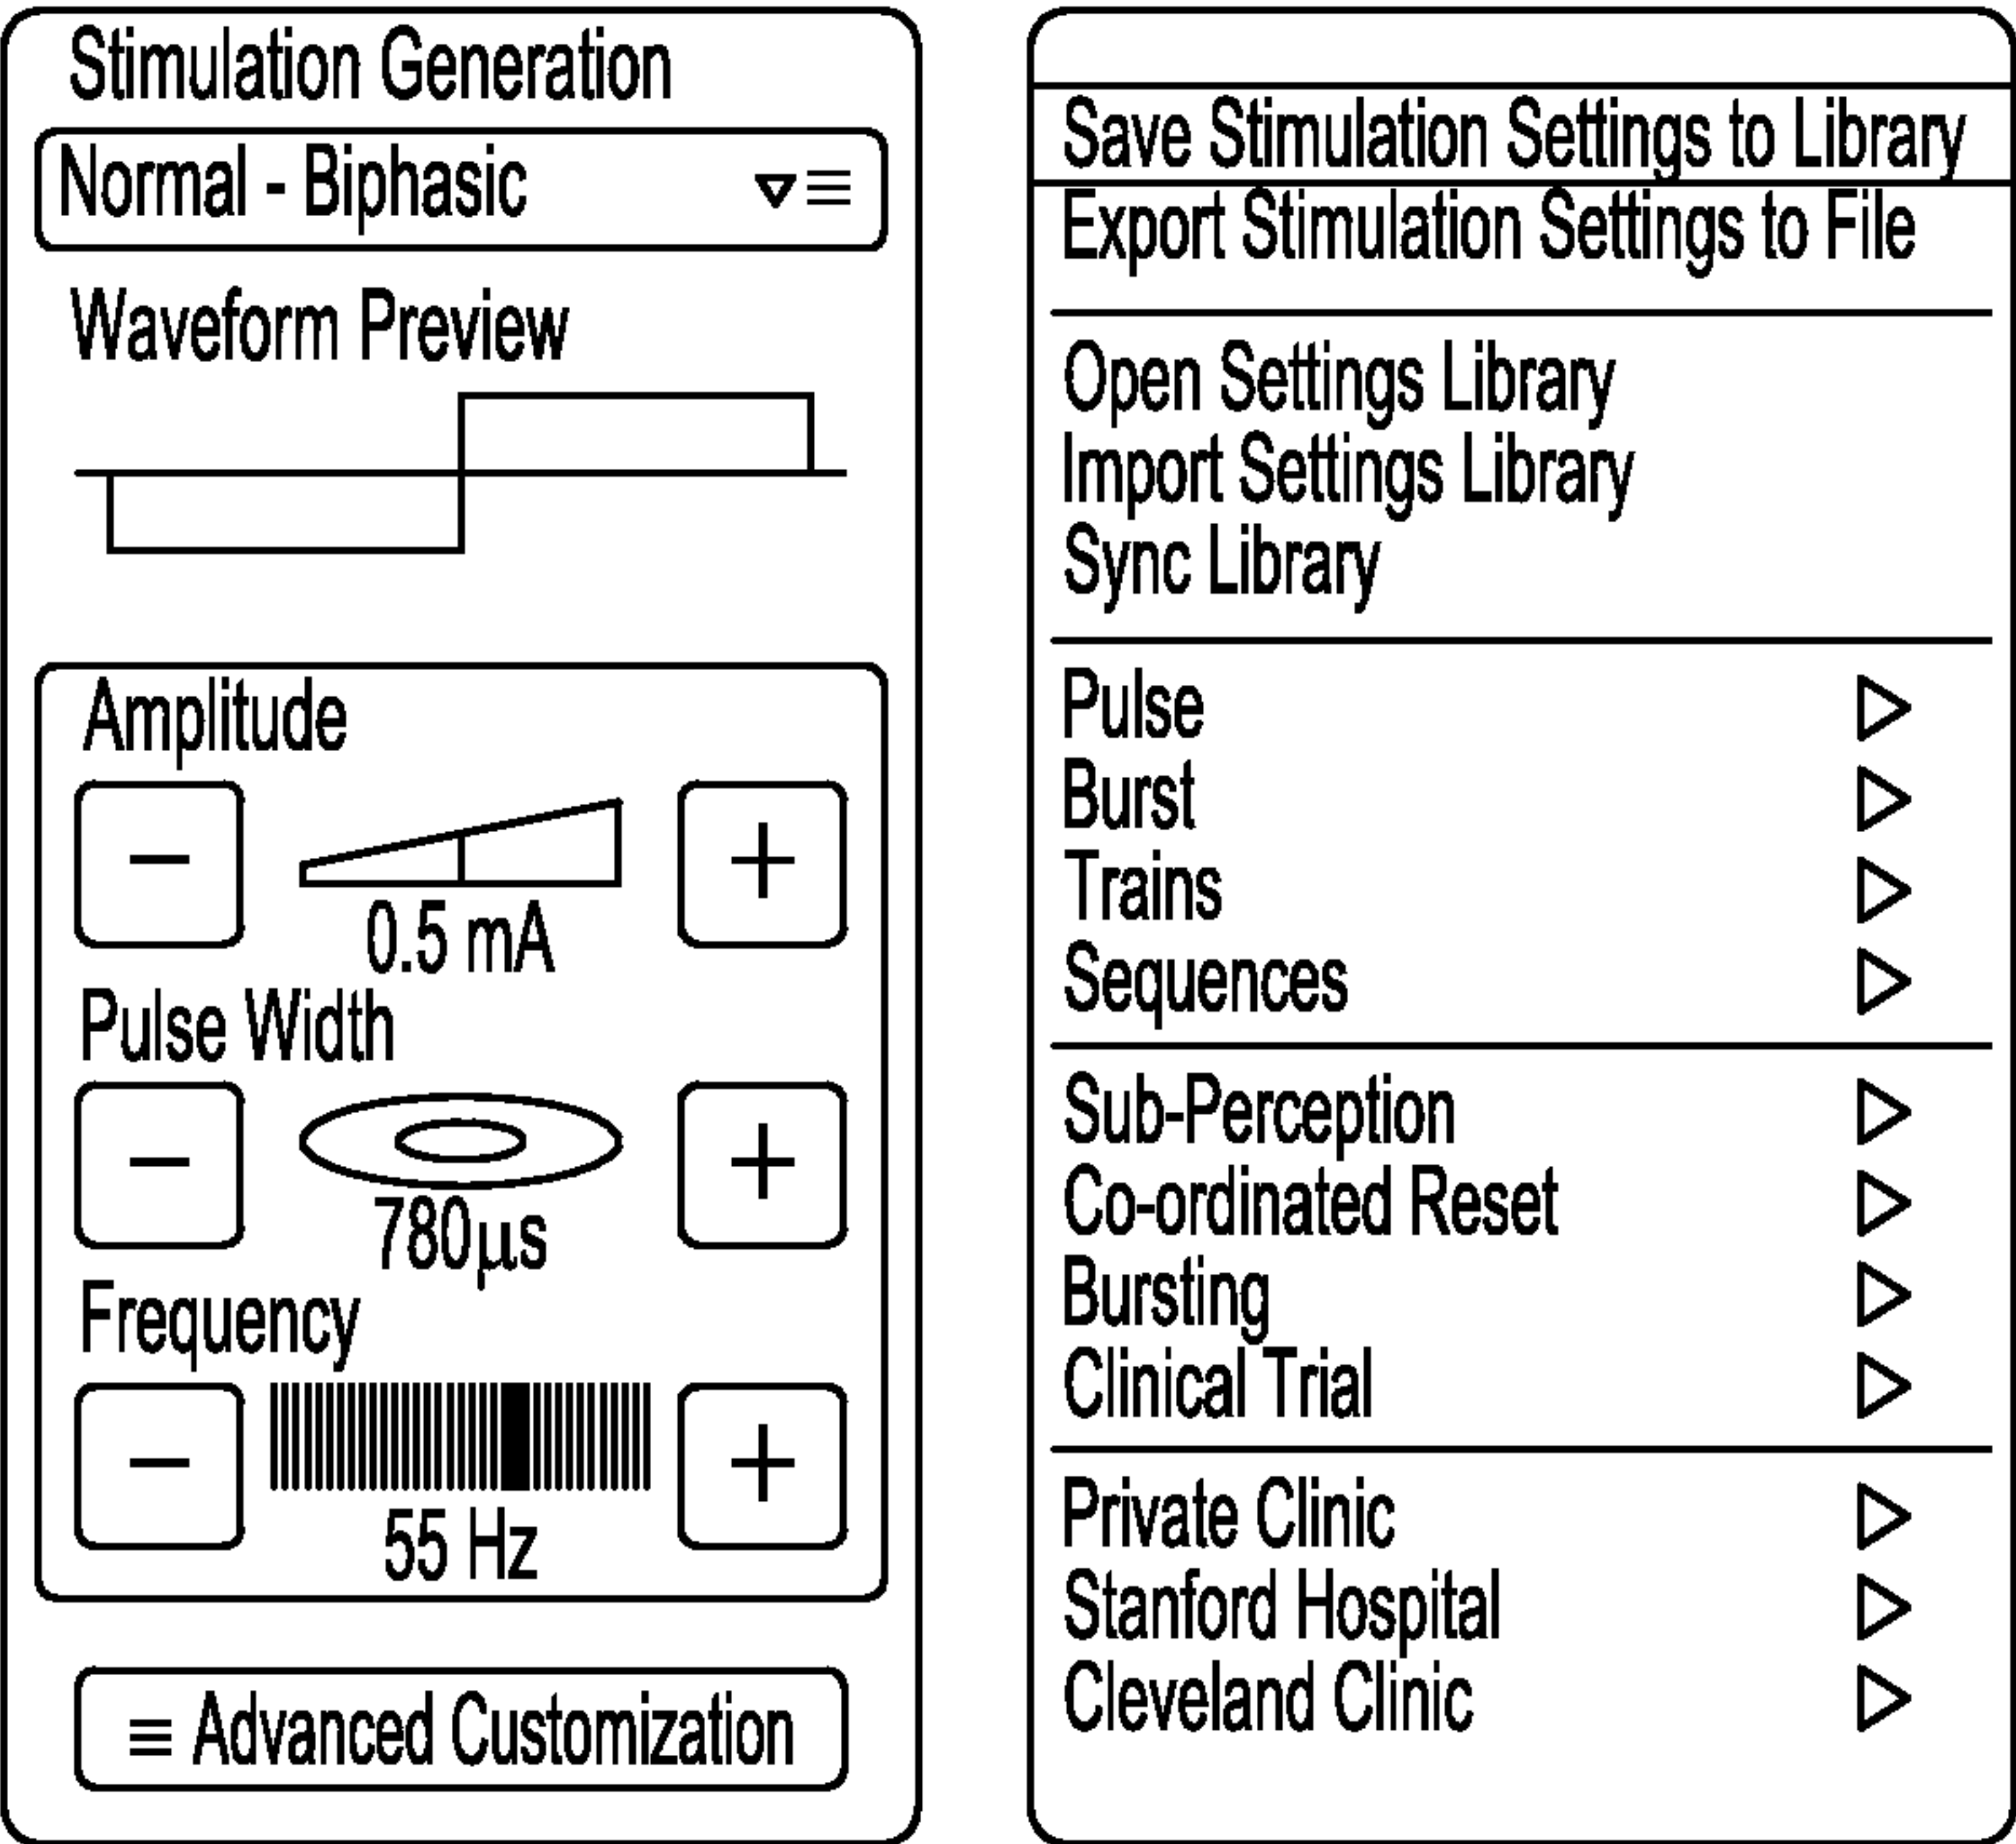 Stimulation Generation
Normal - Biphasic
Waveform Preview
Amplitude
0.5 mA
Pulse Width
780µs
Frequency
55 Hz
Advanced Customization
Save Stimulation Settings to Library
Export Stimulation Settings to File
Open Settings Library
Import Settings Library
Sync Library
Pulse
Burst
Trains
Sequences
Sub-Perception
Co-ordinated Reset
Bursting
Clinical Trial
Private Clinic
Stanford Hospital
Cleveland Clinic